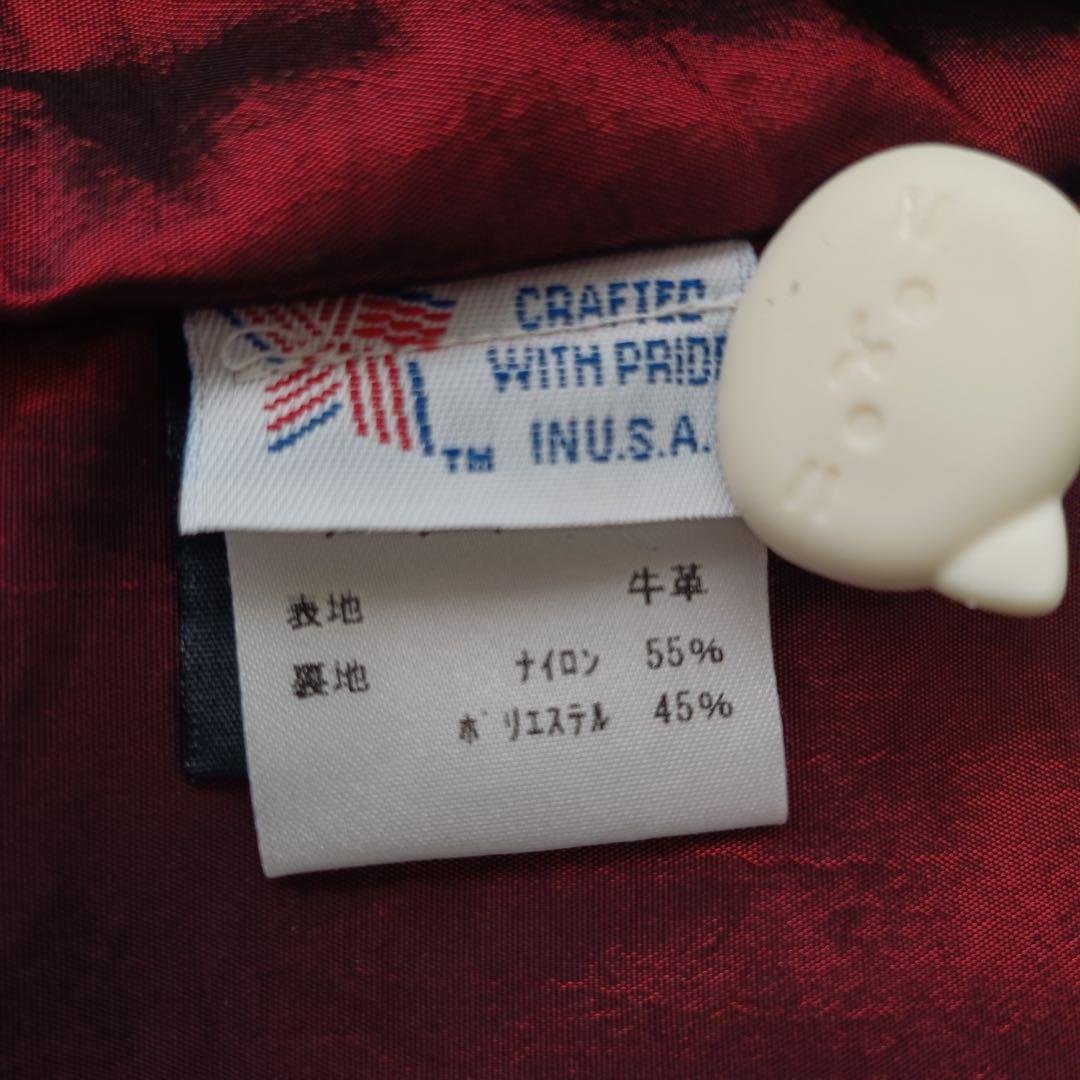 CRAFTED
WITH PRIDE
IN U.S.A.
TM
表地 牛革
裏地 ナイロン 55%
ポリエステル 45%